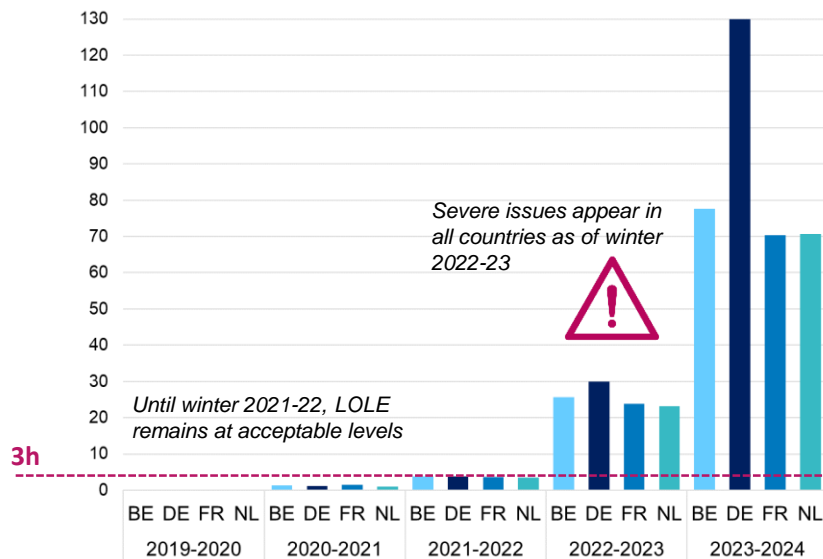 130
120
110
100
90
80
70
60
50
40
30
20
10
0
Severe issues appear in
all countries as of winter
2022-23
!
Until winter 2021-22, LOLE
remains at acceptable levels
3h
BE DE FR NL BE DE FR NL BE DE FR NL BE DE FR NL BE DE FR NL
2019-2020 2020-2021 2021-2022 2022-2023 2023-2024